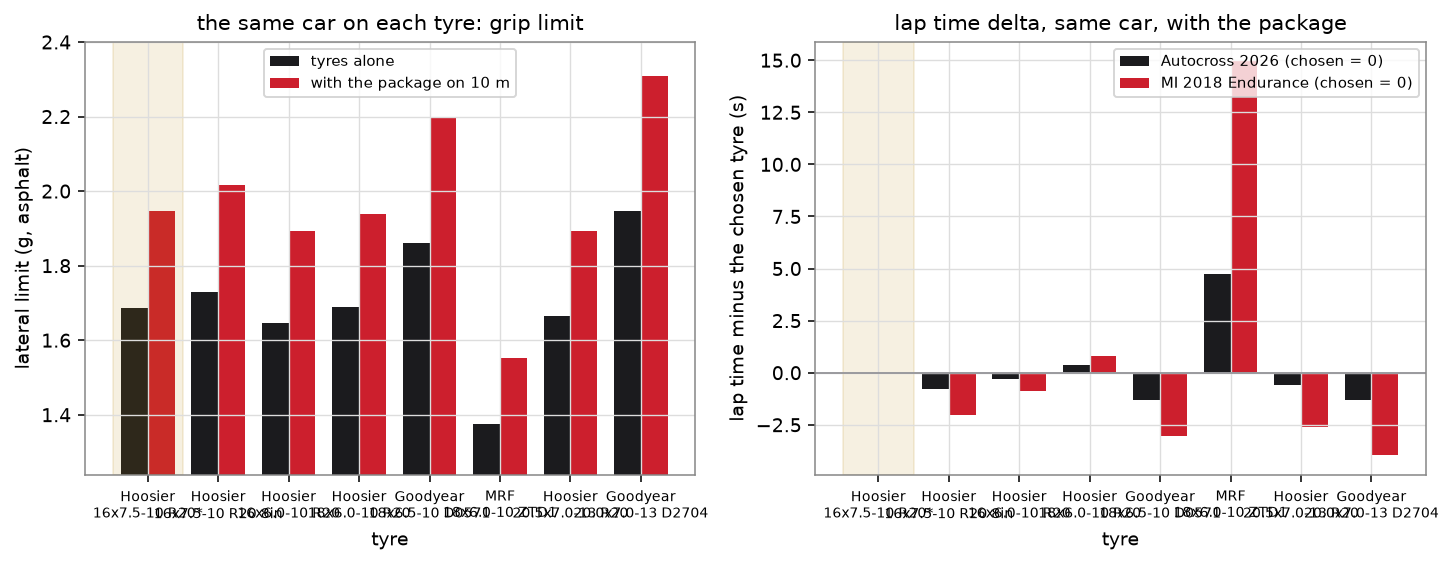 the same car on each tyre: grip limit
tyres alone
with the package on 10 m
lateral limit (g, asphalt)
2.4
2.2
2.0
1.8
1.6
1.4
Hoosier
Hoosier
Hoosier
Hoosier
Goodyear
MRF
Hoosier
Goodyear
tyre
lap time delta, same car, with the package
Autocross 2026 (chosen = 0)
MI 2018 Endurance (chosen = 0)
lap time minus the chosen tyre (s)
15.0
12.5
10.0
7.5
5.0
2.5
0.0
−2.5
Hoosier
Hoosier
Hoosier
Hoosier
Goodyear
MRF
Hoosier
Goodyear
D2704
tyre